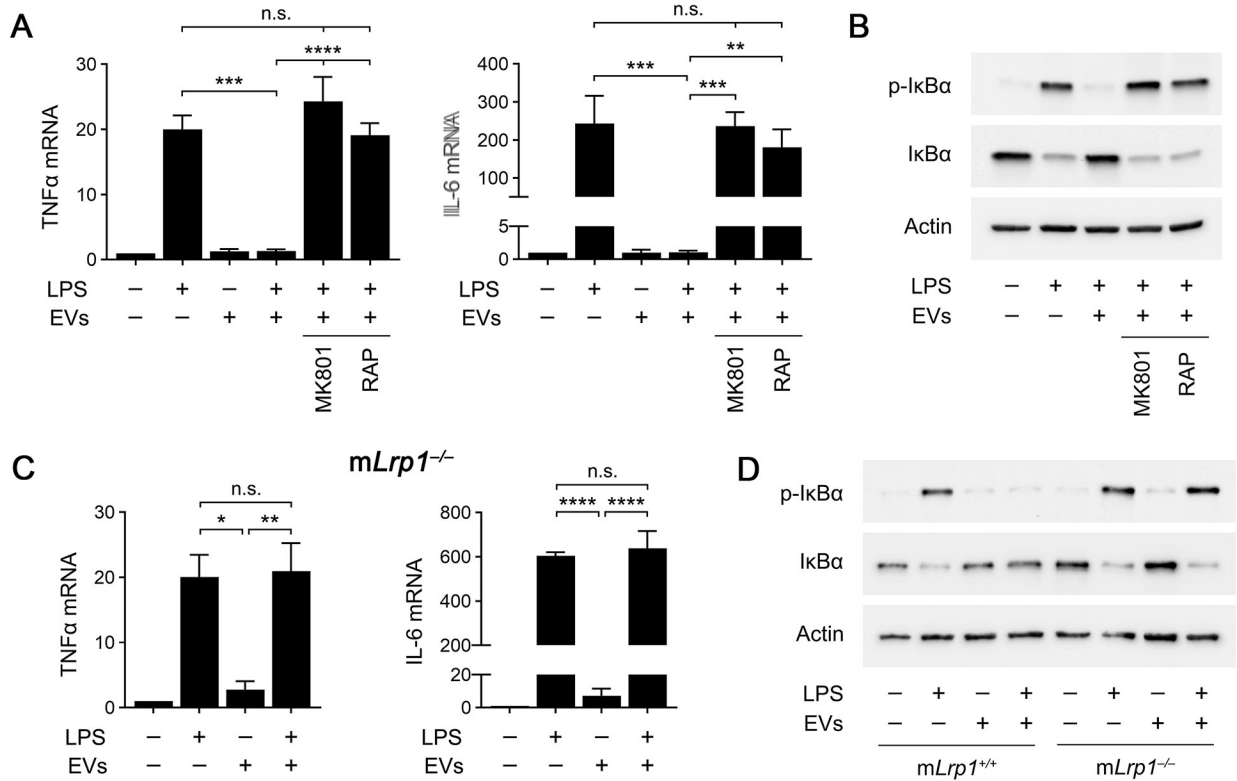 A
n.s.
****
***
TNFα mRNA
30
20
10
0
LPS – + – + + +
EVs – – + + + +
MK801
RAP
n.s.
**
***
***
IL-6 mRNA
400
300
200
100
5
0
LPS – + – + + +
EVs – – + + + +
MK801
RAP
B
p-IκBα
IκBα
Actin
LPS – + + + +
EVs – – + + +
MK801
RAP
C
mLrp1–/–
n.s.
* **
TNFα mRNA
30
20
10
0
LPS – + – +
EVs – – + +
n.s.
**** ****
IL-6 mRNA
800
600
400
200
20
0
LPS – + – +
EVs – – + +
D
p-IκBα
IκBα
Actin
LPS – + – + – + – +
EVs – – + + – – + +
mLrp1+/+ mLrp1–/–